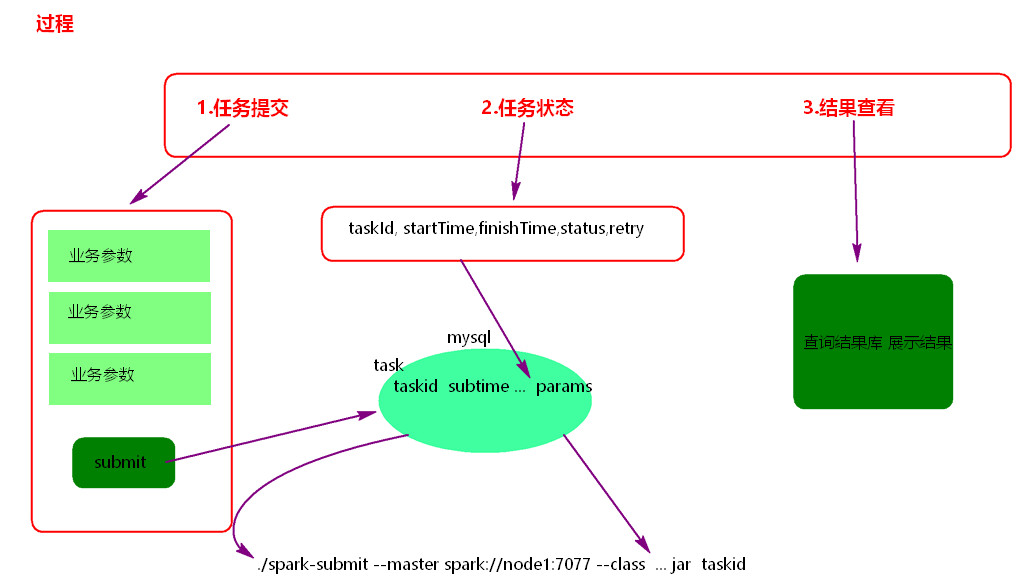 过程
1.任务提交
2.任务状态
3.结果查看
taskId, startTime,finishTime,status,retry
业务参数
业务参数
业务参数
submit
mysql
task
taskid subtime ... params
查询结果库 展示结果
./spark-submit --master spark://node1:7077 --class ... jar taskid